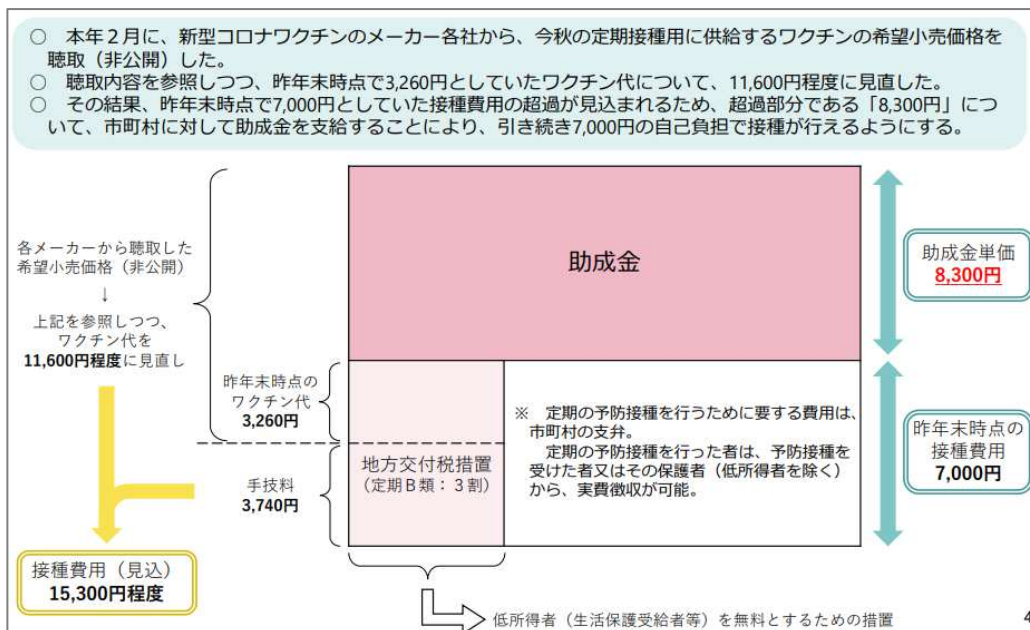 ○　本年２月に、新型コロナワクチンのメーカー各社から、今秋の定期接種用に供給するワクチンの希望小売価格を
聴取（非公開）した。
○　聴取内容を参照しつつ、昨年末時点で3,260円としていたワクチン代について、11,600円程度に見直した。
○　その結果、昨年末時点で7,000円としていた接種費用の超過が見込まれるため、超過部分である「8,300円」につ
いて、市町村に対して助成金を支給することにより、引き続き7,000円の自己負担で接種が行えるようにする。
各メーカーから聴取した
希望小売価格（非公開）
↓
上記を参照しつつ、
ワクチン代を
11,600円程度に見直し
助成金
助成金単価
8,300円
昨年末時点の
ワクチン代
3,260円
手技料
3,740円
地方交付税措置
（定期Ｂ類：３割）
※　定期の予防接種を行うために要する費用は、
市町村の支弁。
定期の予防接種を行った者は、予防接種を
受けた者又はその保護者（低所得者を除く）
から、実費徴収が可能。
昨年末時点の
接種費用
7,000円
接種費用（見込）
15,300円程度
低所得者（生活保護受給者等）を無料とするための措置
4